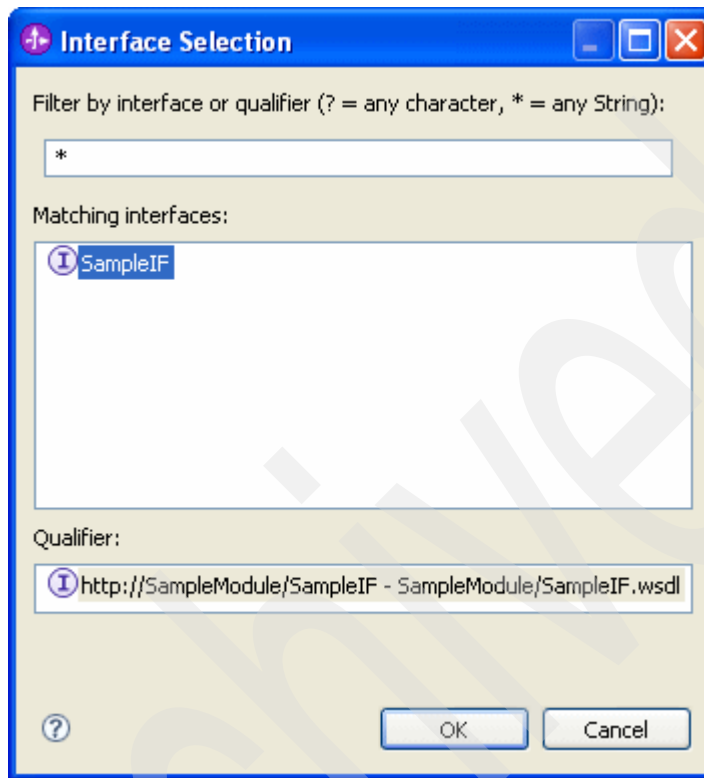 Interface Selection
Filter by interface or qualifier (? = any character, * = any String):
*
Matching interfaces:
I SampleIF
Qualifier:
I http://SampleModule/SampleIF - SampleModule/SampleIF.wsdl
?
OK Cancel